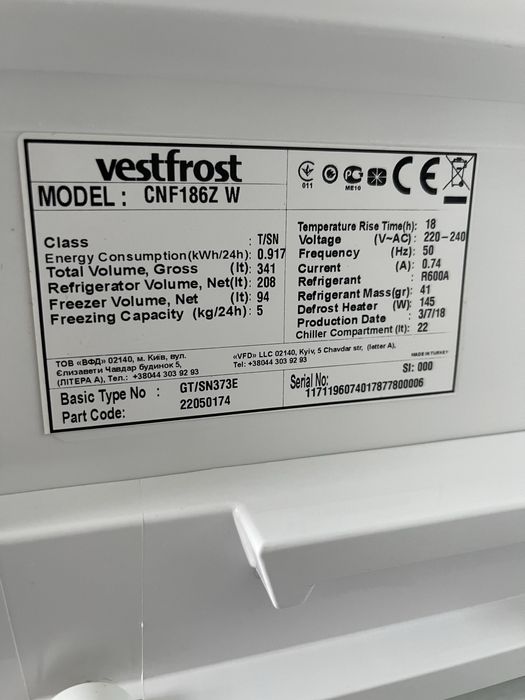 vestfrost
MODEL : CNF186Z W
011
ME10
CE
Class : T/SN
Energy Consumption(kWh/24h): 0.917
Total Volume, Gross (lt): 341
Refrigerator Volume, Net(lt): 208
Freezer Volume, Net (lt): 94
Freezing Capacity (kg/24h): 5
Temperature Rise Time(h): 18
Voltage (V~AC) : 220-240
Frequency (Hz): 50
Current (A): 0.74
Refrigerant : R600A
Refrigerant Mass(gr): 41
Defrost Heater (W): 145
Production Date : 3/7/18
Chiller Compartment (lt): 22
ТОВ «ВФД» 02140, м. Київ, вул.
Єлизавети Чавдар будинок 5,
(ЛІТЕРА А), Тел.: +38044 303 92 93
«VFD» LLC 02140, Kyiv, 5 Chavdar str, (letter A),
Tel: +38044 303 92 93
MADE IN TURKEY
SI: 000
Basic Type No : GT/SN373E
Part Code: 22050174
Serial No:
1171196074017877800006